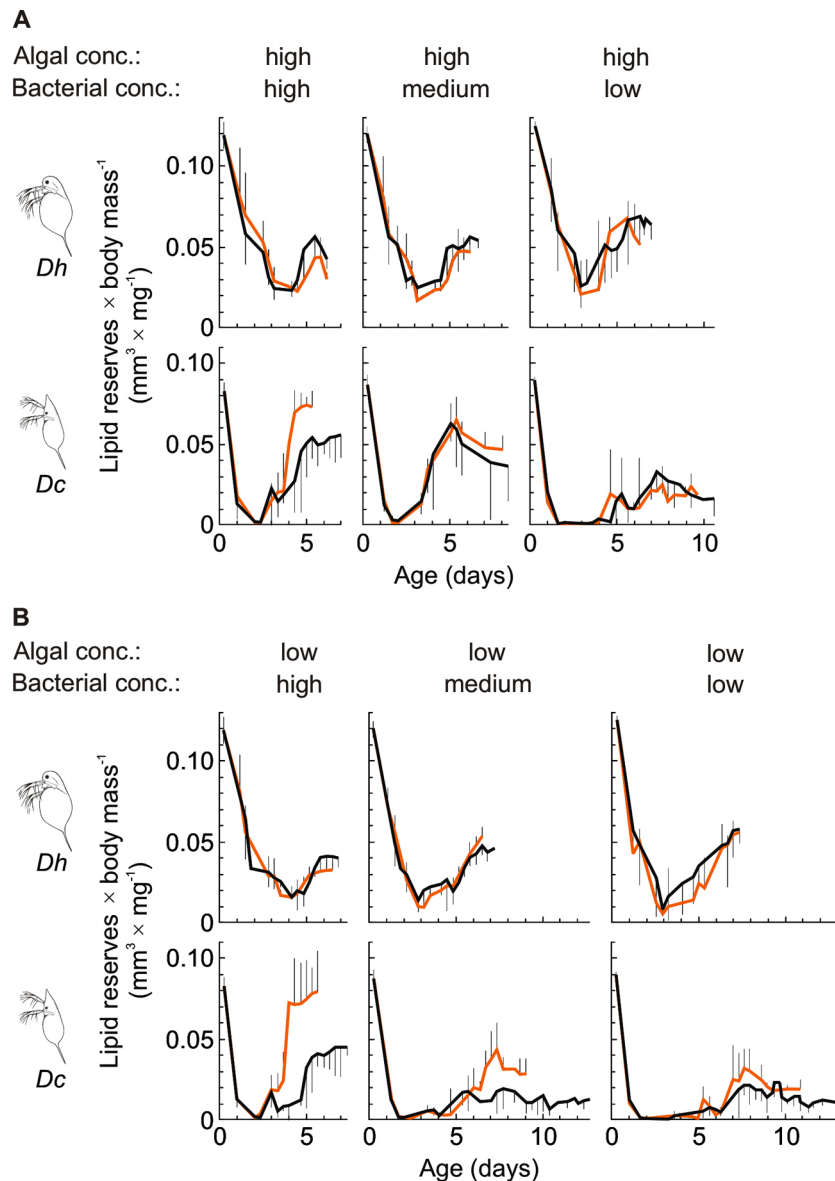 A
Algal conc.: high high high
Bacterial conc.: high medium low
Dh
Dc
Lipid reserves × body mass⁻¹
(mm³ × mg⁻¹)
0.10
0.05
0
0.10
0.05
0
0 5 0 5 0 5 10
Age (days)
B
Algal conc.: low low low
Bacterial conc.: high medium low
Dh
Dc
Lipid reserves × body mass⁻¹
(mm³ × mg⁻¹)
0.10
0.05
0
0.10
0.05
0
0 5 0 5 10 0 5 10
Age (days)